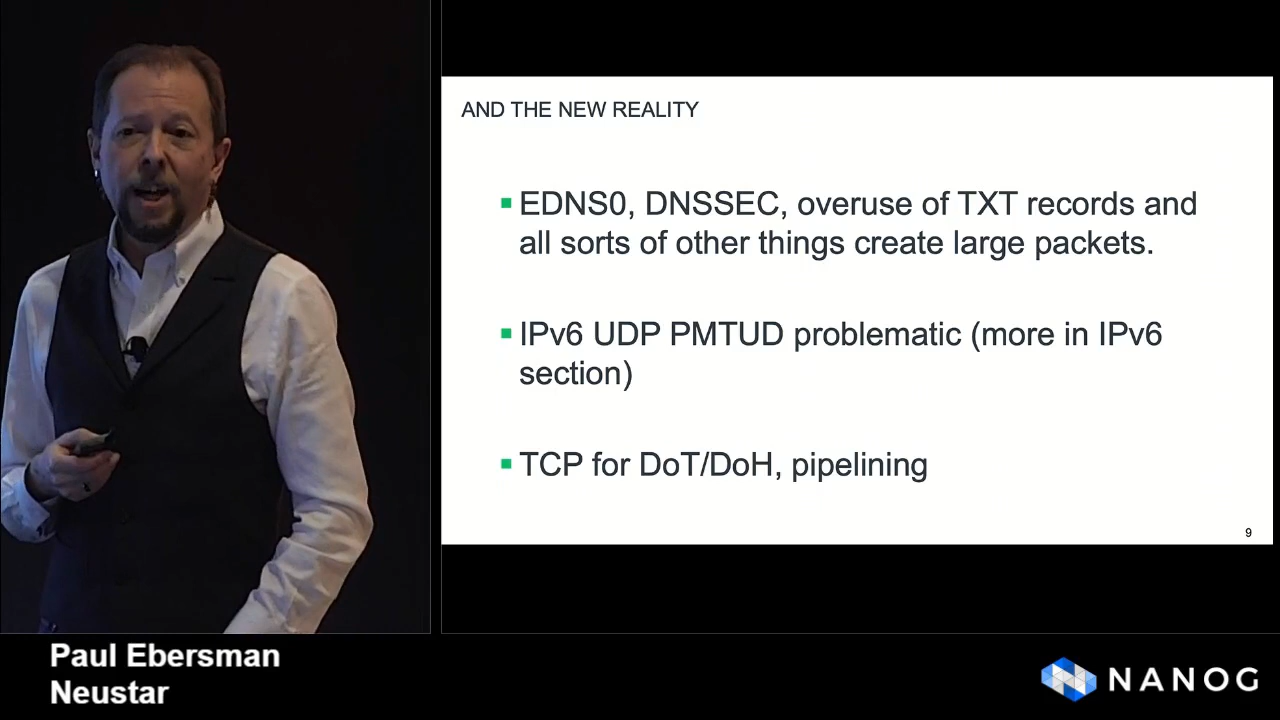 AND THE NEW REALITY
EDNS0, DNSSEC, overuse of TXT records and
all sorts of other things create large packets.
IPv6 UDP PMTUD problematic (more in IPv6
section)
TCP for DoT/DoH, pipelining
9
Paul Ebersman
Neustar
NANOG